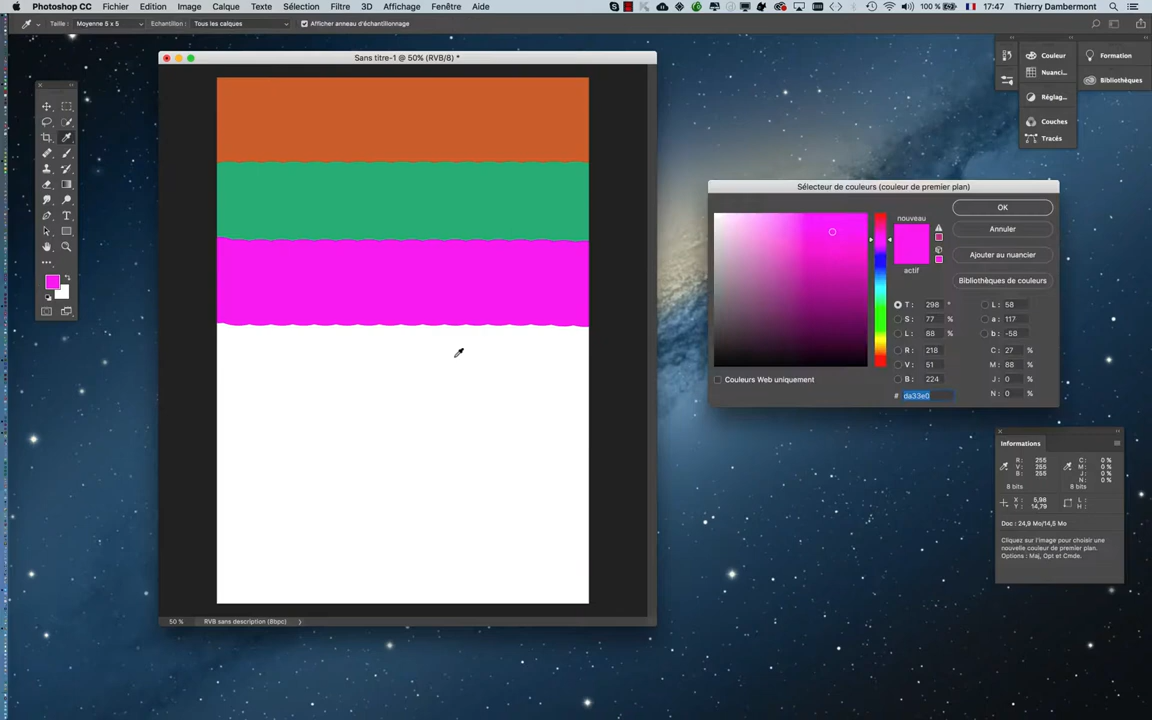 Photoshop CC Fichier Edition Image Calque Texte Sélection Filtre 3D Affichage Fenêtre Aide 100 % 17:47 Thierry Dambermont
Taille : Moyenne 5 x 5 Echantillon : Tous les calques Afficher anneau d'échantillonnage
Sans titre-1 @ 50% (RVB/8) *
Couleur
Nuanci...
Réglag...
Couches
Tracés
Formation
Bibliothèques
Sélecteur de couleurs (couleur de premier plan)
nouveau
actif
OK
Annuler
Ajouter au nuancier
Bibliothèques de couleurs
T : 298 ° L : 58
S : 77 % a : 117
L : 88 % b : -58
R : 218 C : 27 %
V : 51 M : 88 %
B : 224 J : 0 %
# da33e0 N : 0 %
Couleurs Web uniquement
Informations
R : 255 C : 0 %
V : 255 M : 0 %
B : 255 J : 0 %
N : 0 %
8 bits 8 bits
X : 5,98 L :
Y : 14,79 H :
Doc : 24,9 Mo/14,5 Mo
Cliquez sur l'image pour choisir une
nouvelle couleur de premier plan.
Options : Maj, Opt et Cmde.
50 % RVB sans description (8bpc)